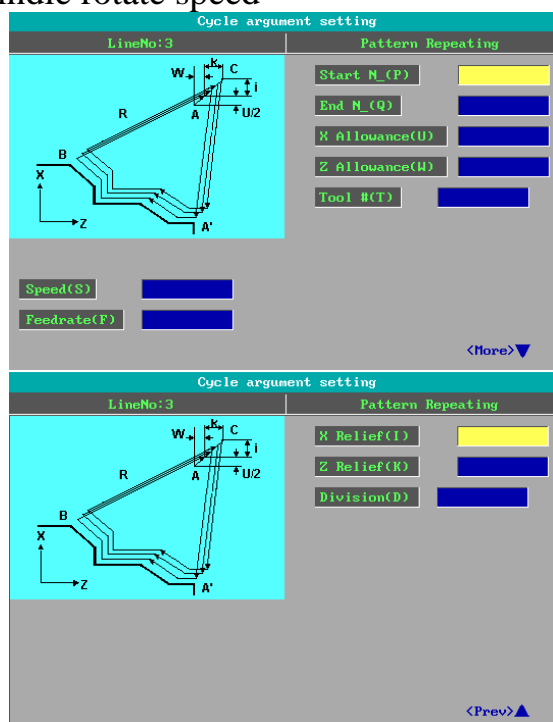 ndle rotate speed
Cycle argument setting
LineNo:3
Pattern Repeating
W K C
i
R A U/2
B
X
Z A'
Start N_(P)
End N_(Q)
X Allowance(U)
Z Allowance(W)
Tool #(T)
Speed(S)
Feedrate(F)
<More>
Cycle argument setting
LineNo:3
Pattern Repeating
W K C
i
R A U/2
B
X
Z A'
X Relief(I)
Z Relief(K)
Division(D)
<Prev>